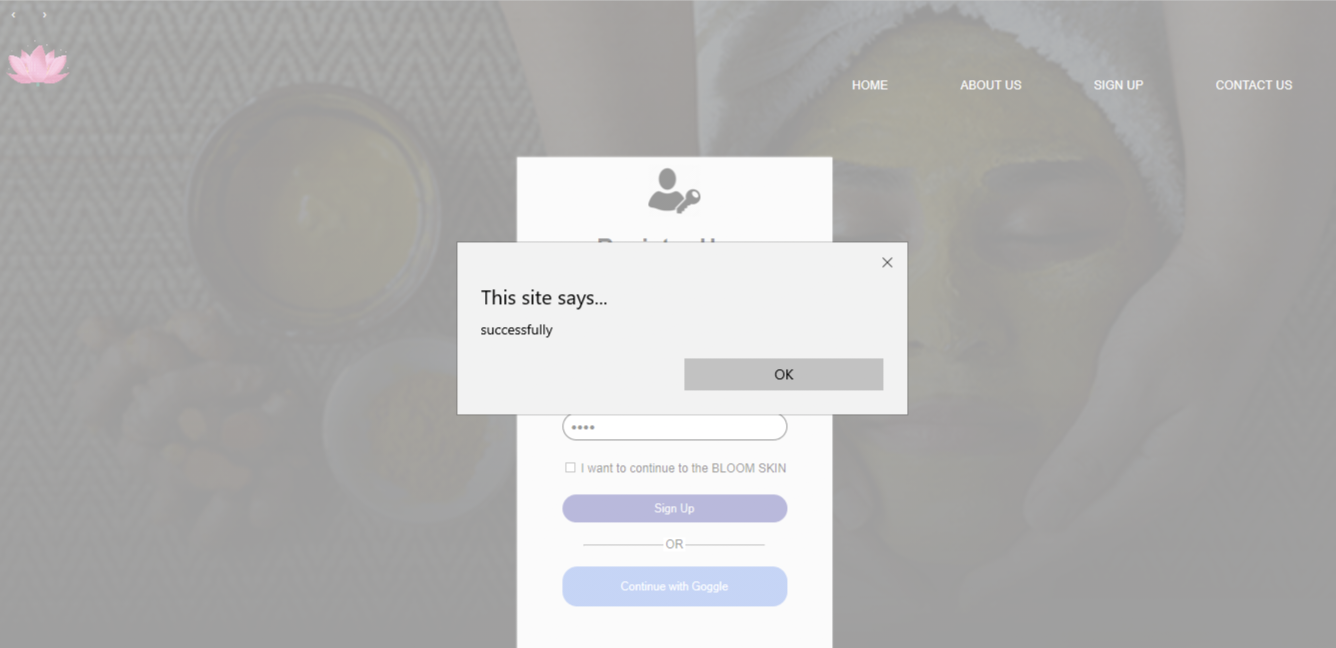 HOME ABOUT US SIGN UP CONTACT US
This site says...
successfully
OK
I want to continue to the BLOOM SKIN
Sign Up
OR
Continue with Goggle